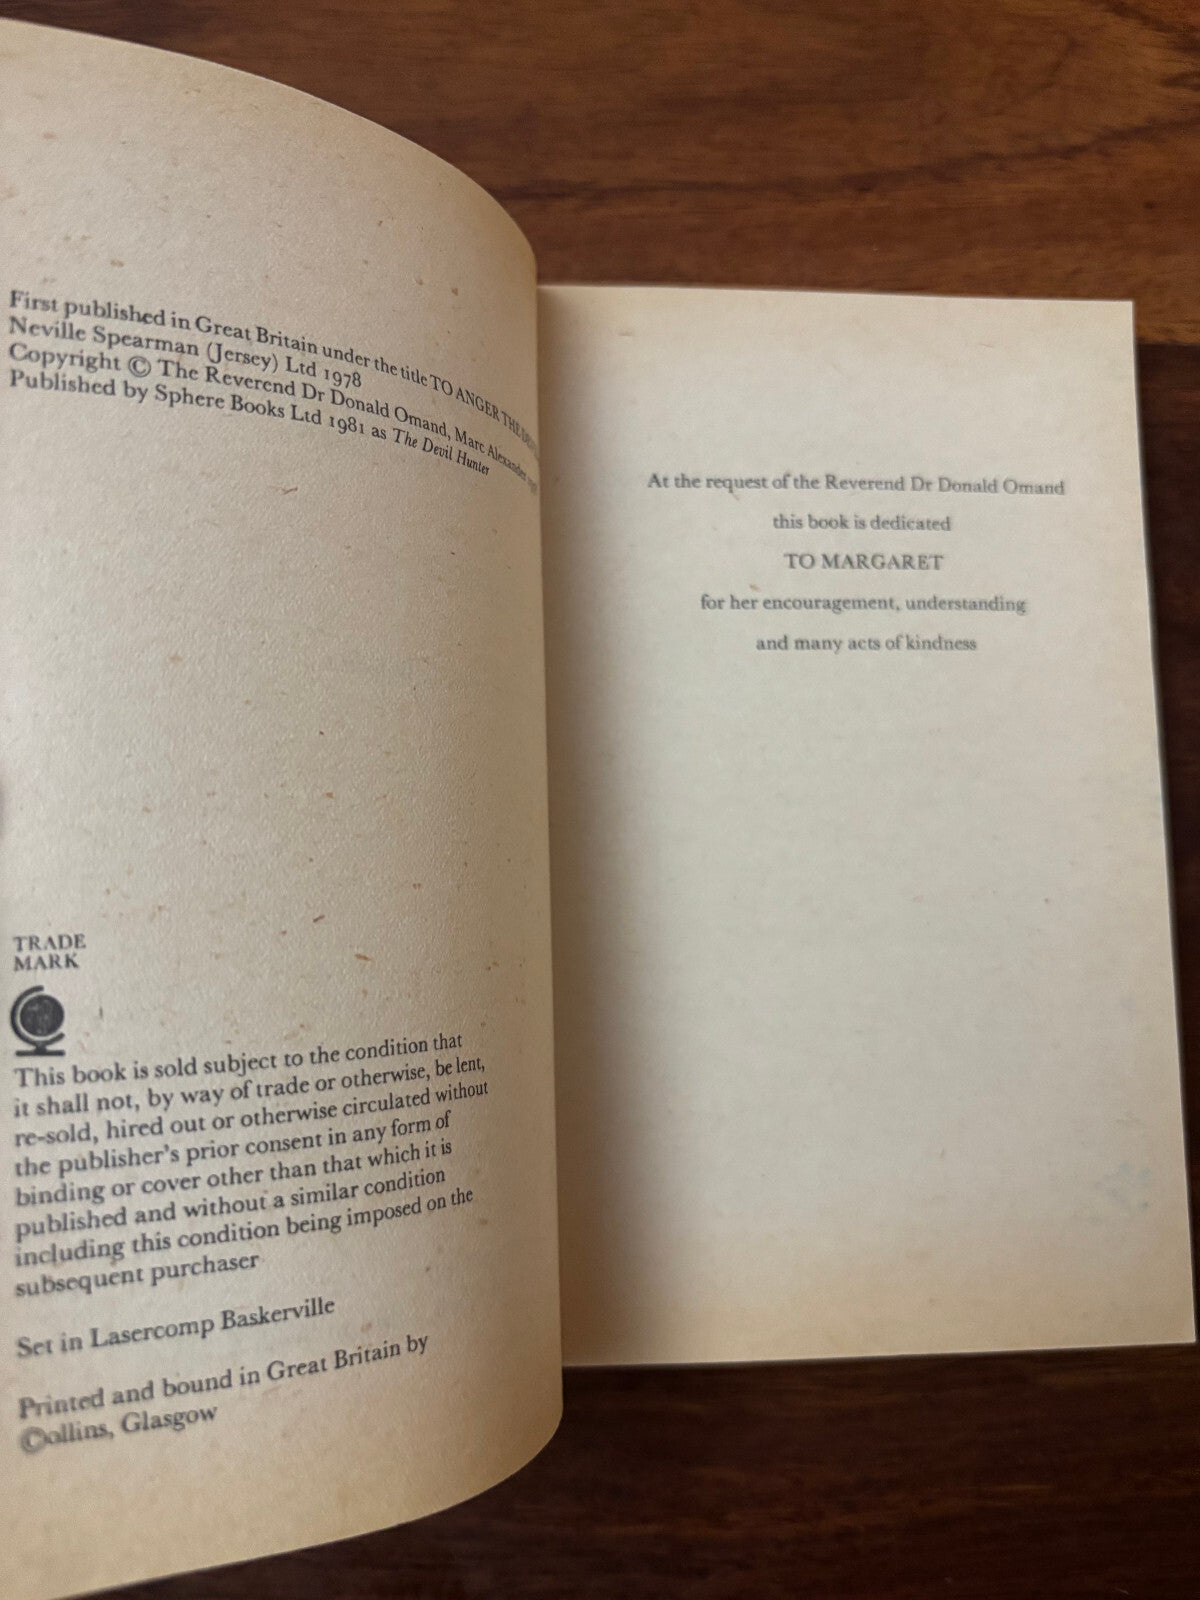 First published in Great Britain under the title TO ANGER THE DEVIL
Neville Spearman (Jersey) Ltd 1978
Copyright © The Reverend Dr Donald Omand, Marc Alexander
Published by Sphere Books Ltd 1981 as The Devil Hunter
TRADE
MARK
This book is sold subject to the condition that
it shall not, by way of trade or otherwise, be lent,
re-sold, hired out or otherwise circulated without
the publisher's prior consent in any form of
binding or cover other than that which it is
published and without a similar condition
including this condition being imposed on the
subsequent purchaser
Set in Lasercomp Baskerville
Printed and bound in Great Britain by
Collins, Glasgow
At the request of the Reverend Dr Donald Omand
this book is dedicated
TO MARGARET
for her encouragement, understanding
and many acts of kindness